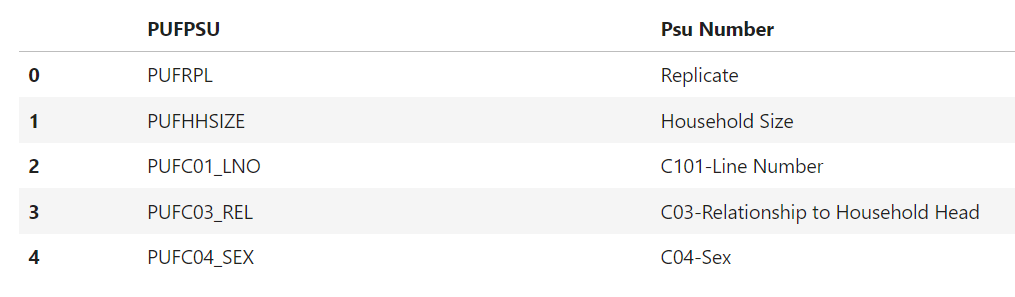 PUFPSU Psu Number
0 PUFRPL Replicate
1 PUFHHSIZE Household Size
2 PUFC01_LNO C101-Line Number
3 PUFC03_REL C03-Relationship to Household Head
4 PUFC04_SEX C04-Sex